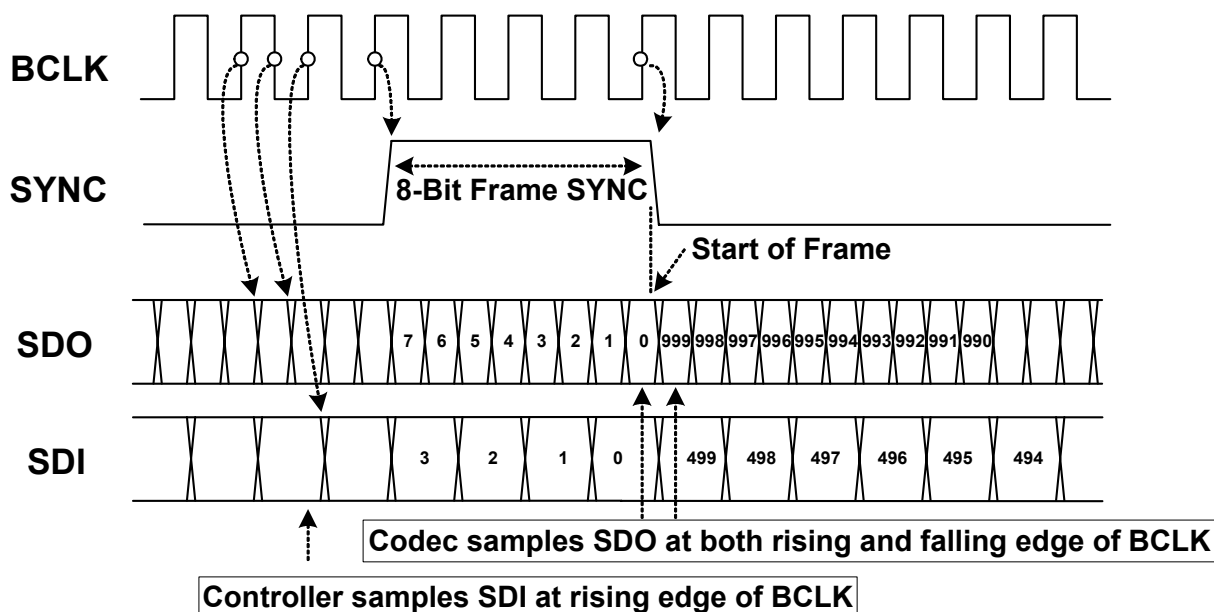 BCLK
SYNC
8-Bit Frame SYNC
Start of Frame
SDO
7 6 5 4 3 2 1 0 999 998 997 996 995 994 993 992 991 990
SDI
3 2 1 0 499 498 497 496 495 494
Codec samples SDO at both rising and falling edge of BCLK
Controller samples SDI at rising edge of BCLK